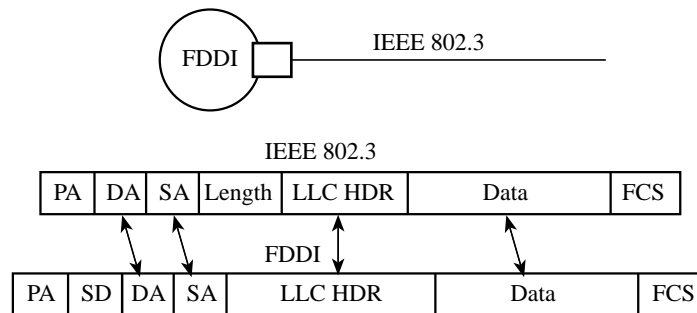 FDDI
IEEE 802.3
IEEE 802.3
PA DA SA Length LLC HDR Data FCS
FDDI
PA SD DA SA LLC HDR Data FCS